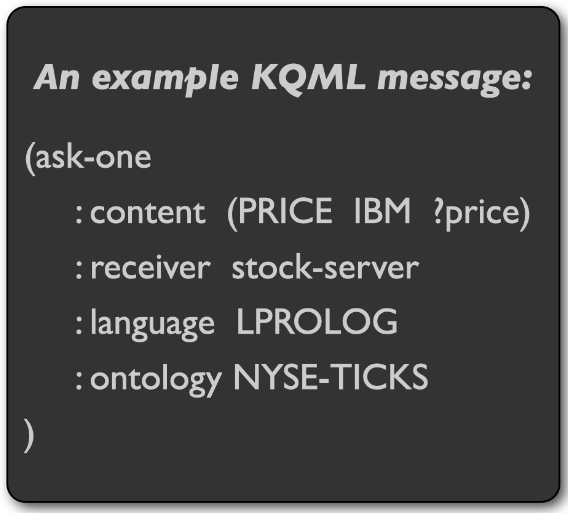 An example KQML message:
(ask-one
: content (PRICE IBM ?price)
: receiver stock-server
: language LPROLOG
: ontology NYSE-TICKS
)